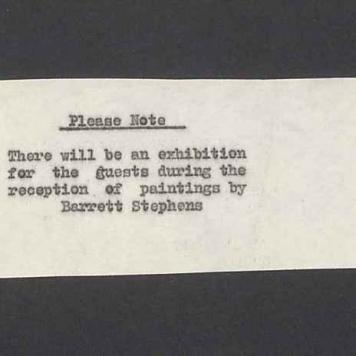 Please Note
There will be an exhibition
for the guests during the
reception of paintings by
Barrett Stephens